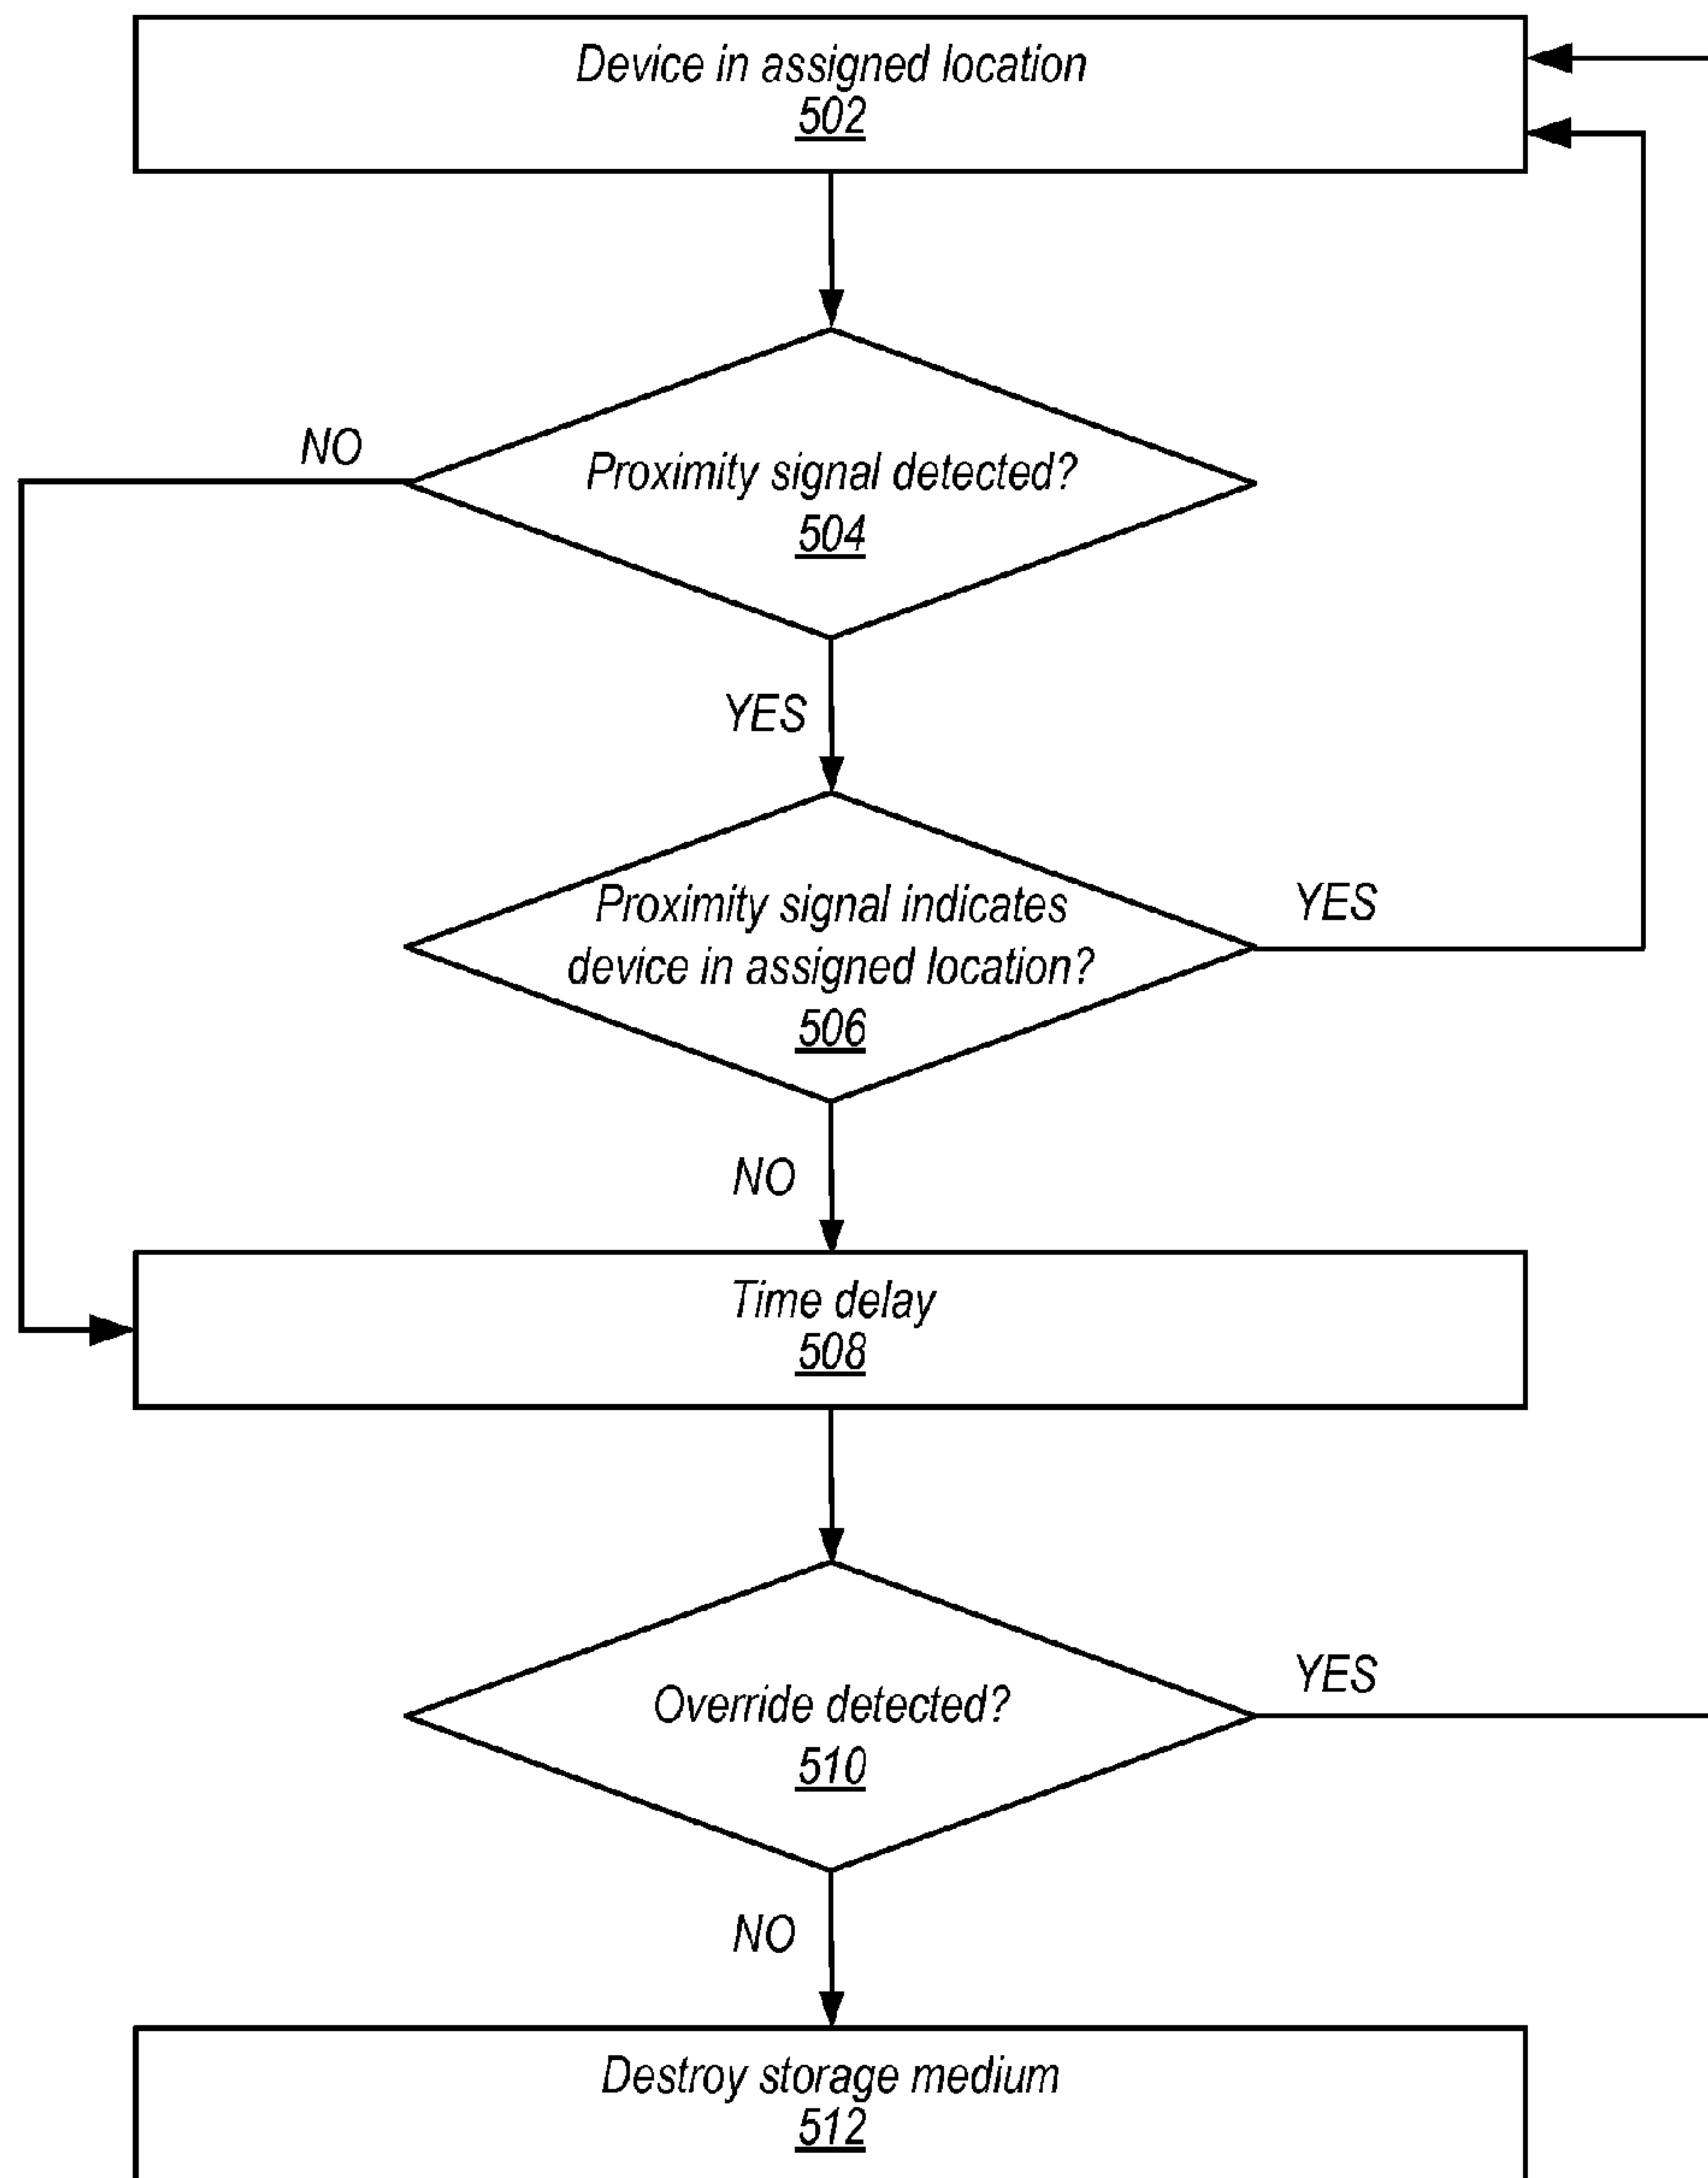 Device in assigned location
502
NO
Proximity signal detected?
504
YES
Proximity signal indicates
YES
device in assigned location?
506
NO
Time delay
508
YES
Override detected?
510
NO
Destroy storage medium
512